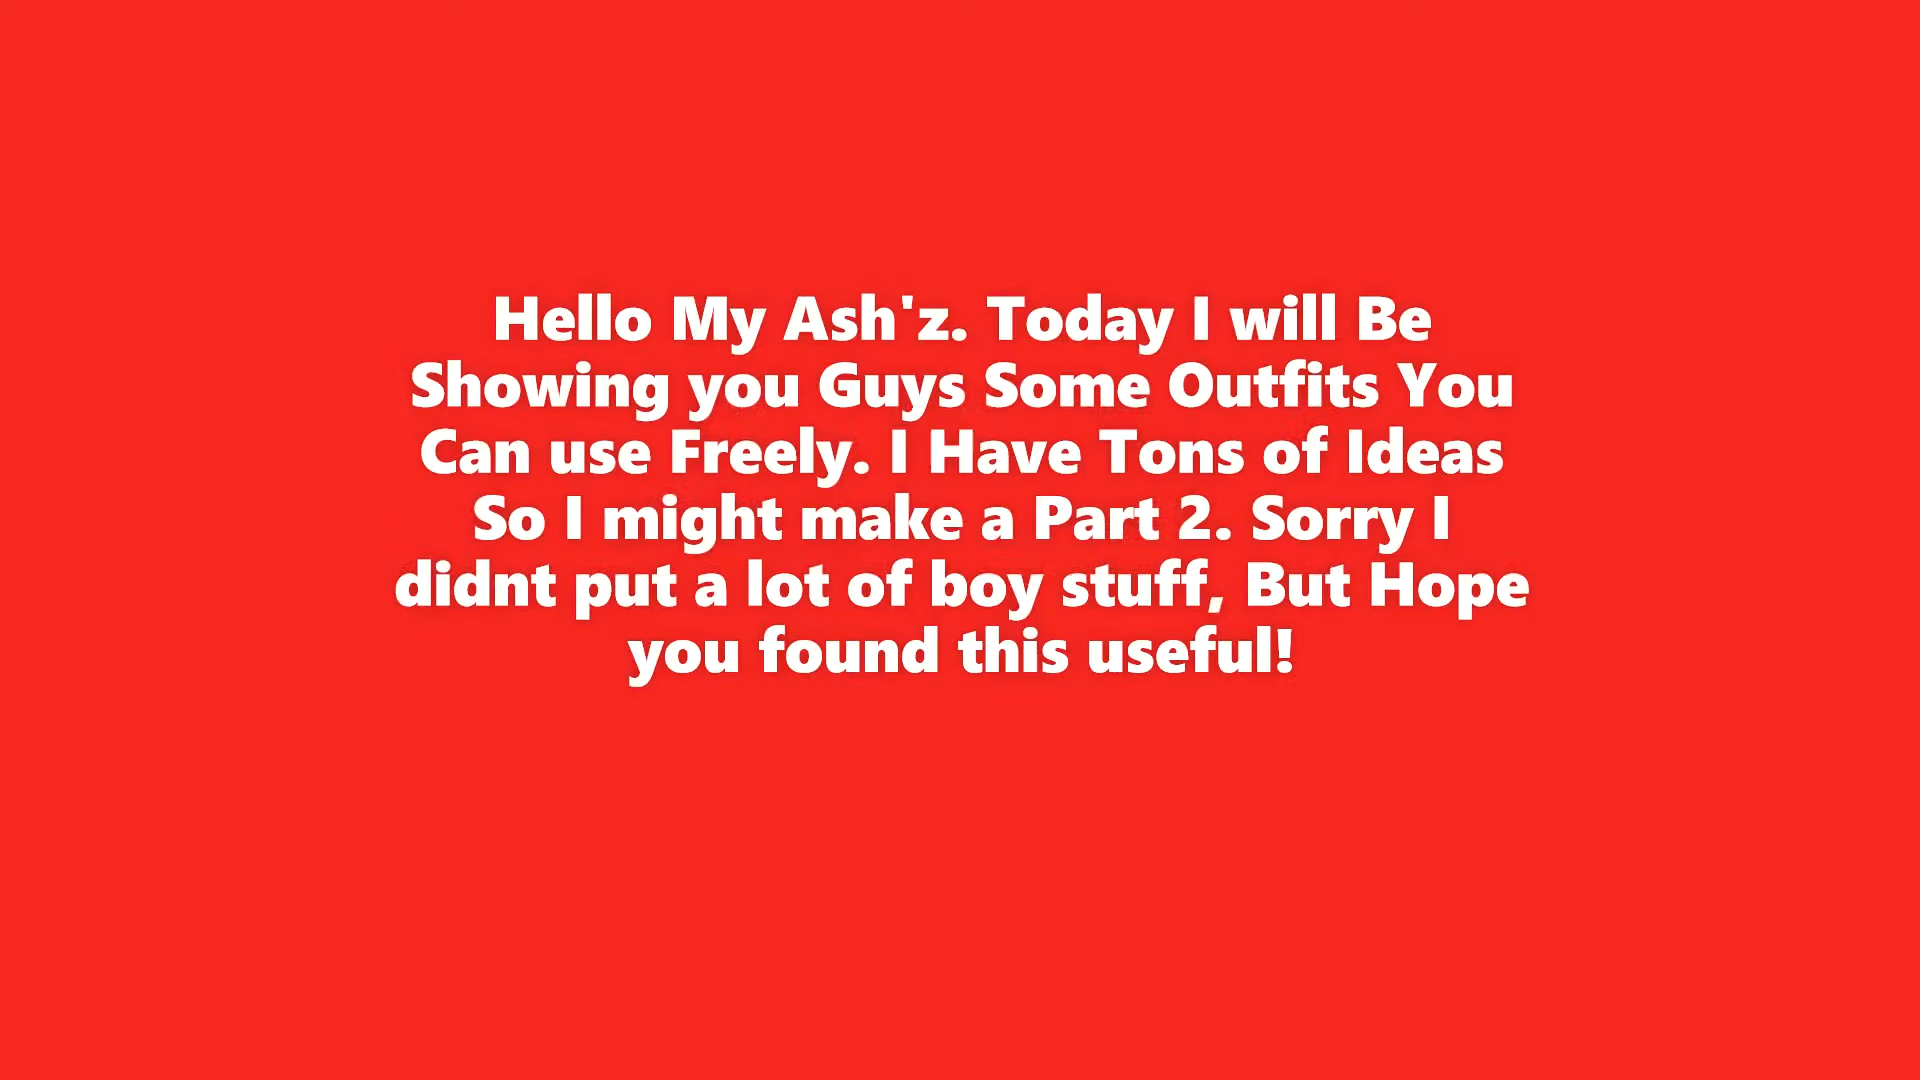 Hello My Ash'z. Today I will Be
Showing you Guys Some Outfits You
Can use Freely. I Have Tons of Ideas
So I might make a Part 2. Sorry I
didnt put a lot of boy stuff, But Hope
you found this useful!